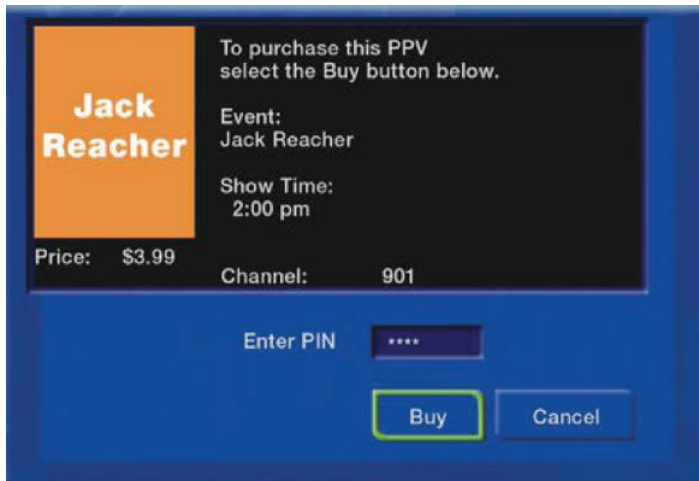 Jack
Reacher
Price: $3.99
To purchase this PPV
select the Buy button below.
Event:
Jack Reacher
Show Time:
2:00 pm
Channel: 901
Enter PIN ****
Buy Cancel